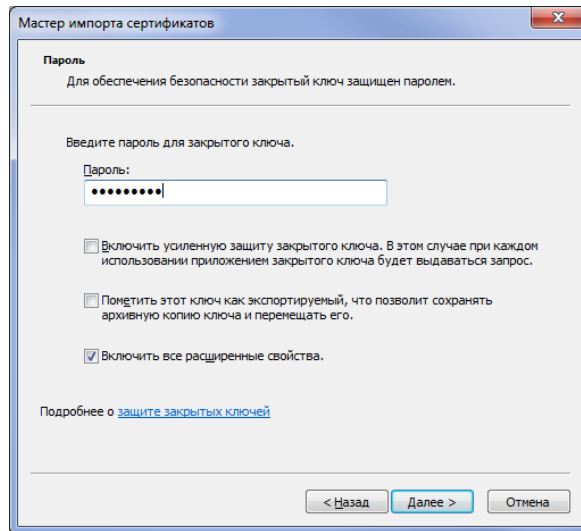 Мастер импорта сертификатов
Пароль
Для обеспечения безопасности закрытый ключ защищен паролем.
Введите пароль для закрытого ключа.
Пароль:
●●●●●●●●●
Включить усиленную защиту закрытого ключа. В этом случае при каждом
использовании приложением закрытого ключа будет выдаваться запрос.
Пометить этот ключ как экспортируемый, что позволит сохранять
архивную копию ключа и перемещать его.
Включить все расширенные свойства.
Подробнее о защите закрытых ключей
< Назад Далее > Отмена